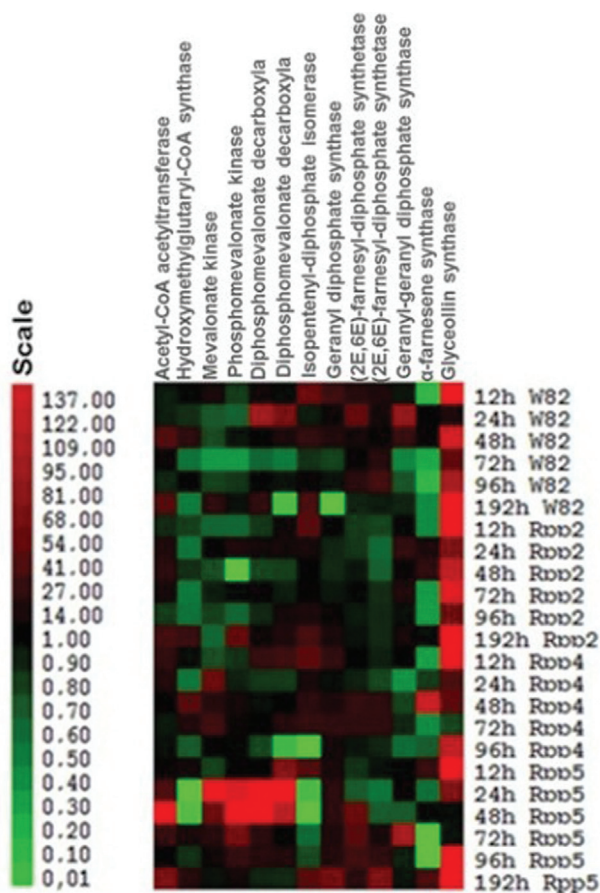 Acetyl-CoA acetyltransferase
Hydroxymethylglutaryl-CoA synthase
Mevalonate kinase
Phosphomevalonate kinase
Diphosphomevalonate decarboxyla
Diphosphomevalonate decarboxyla
Isopentenyl-diphosphate Isomerase
Geranyl diphosphate synthase
(2E,6E)-farnesyl-diphosphate synthetase
(2E,6E)-farnesyl-diphosphate synthetase
Geranyl-geranyl diphosphate synthase
α-farnesene synthase
Glyceollin synthase
Scale
137.00
122.00
109.00
95.00
81.00
68.00
54.00
41.00
27.00
14.00
1.00
0.90
0.80
0.70
0.60
0.50
0.40
0.30
0.20
0.10
0,01
12h W82
24h W82
48h W82
72h W82
96h W82
192h W82
12h Rpp2
24h Rpp2
48h Rpp2
72h Rpp2
96h Rpp2
192h Rpp2
12h Rpp4
24h Rpp4
48h Rpp4
72h Rpp4
96h Rpp4
12h Rpp5
24h Rpp5
48h Rpp5
72h Rpp5
96h Rpp5
192h Rpp5